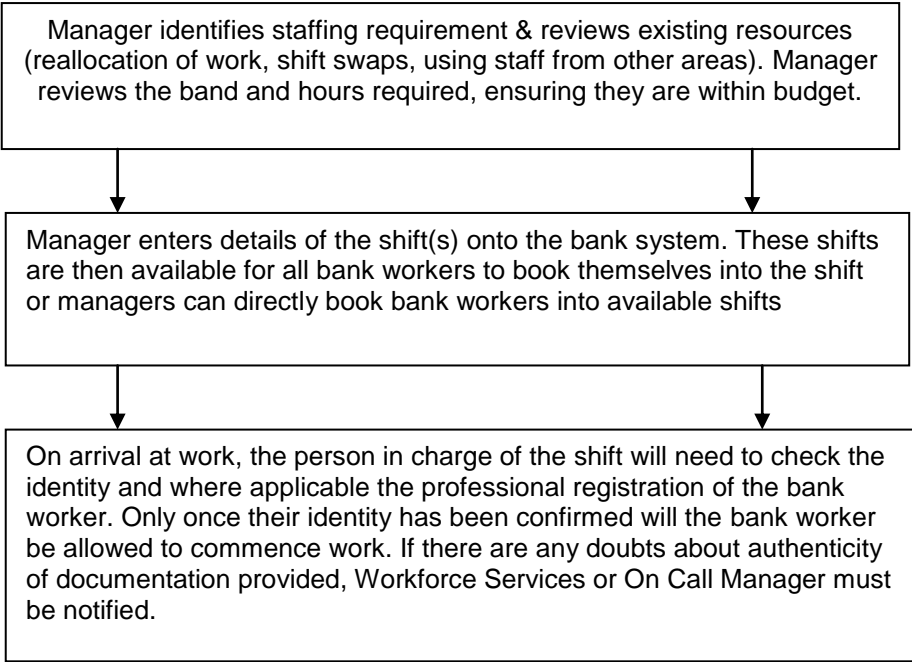 Manager identifies staffing requirement & reviews existing resources
(reallocation of work, shift swaps, using staff from other areas). Manager
reviews the band and hours required, ensuring they are within budget.
Manager enters details of the shift(s) onto the bank system. These shifts
are then available for all bank workers to book themselves into the shift
or managers can directly book bank workers into available shifts
On arrival at work, the person in charge of the shift will need to check the
identity and where applicable the professional registration of the bank
worker. Only once their identity has been confirmed will the bank worker
be allowed to commence work. If there are any doubts about authenticity
of documentation provided, Workforce Services or On Call Manager must
be notified.